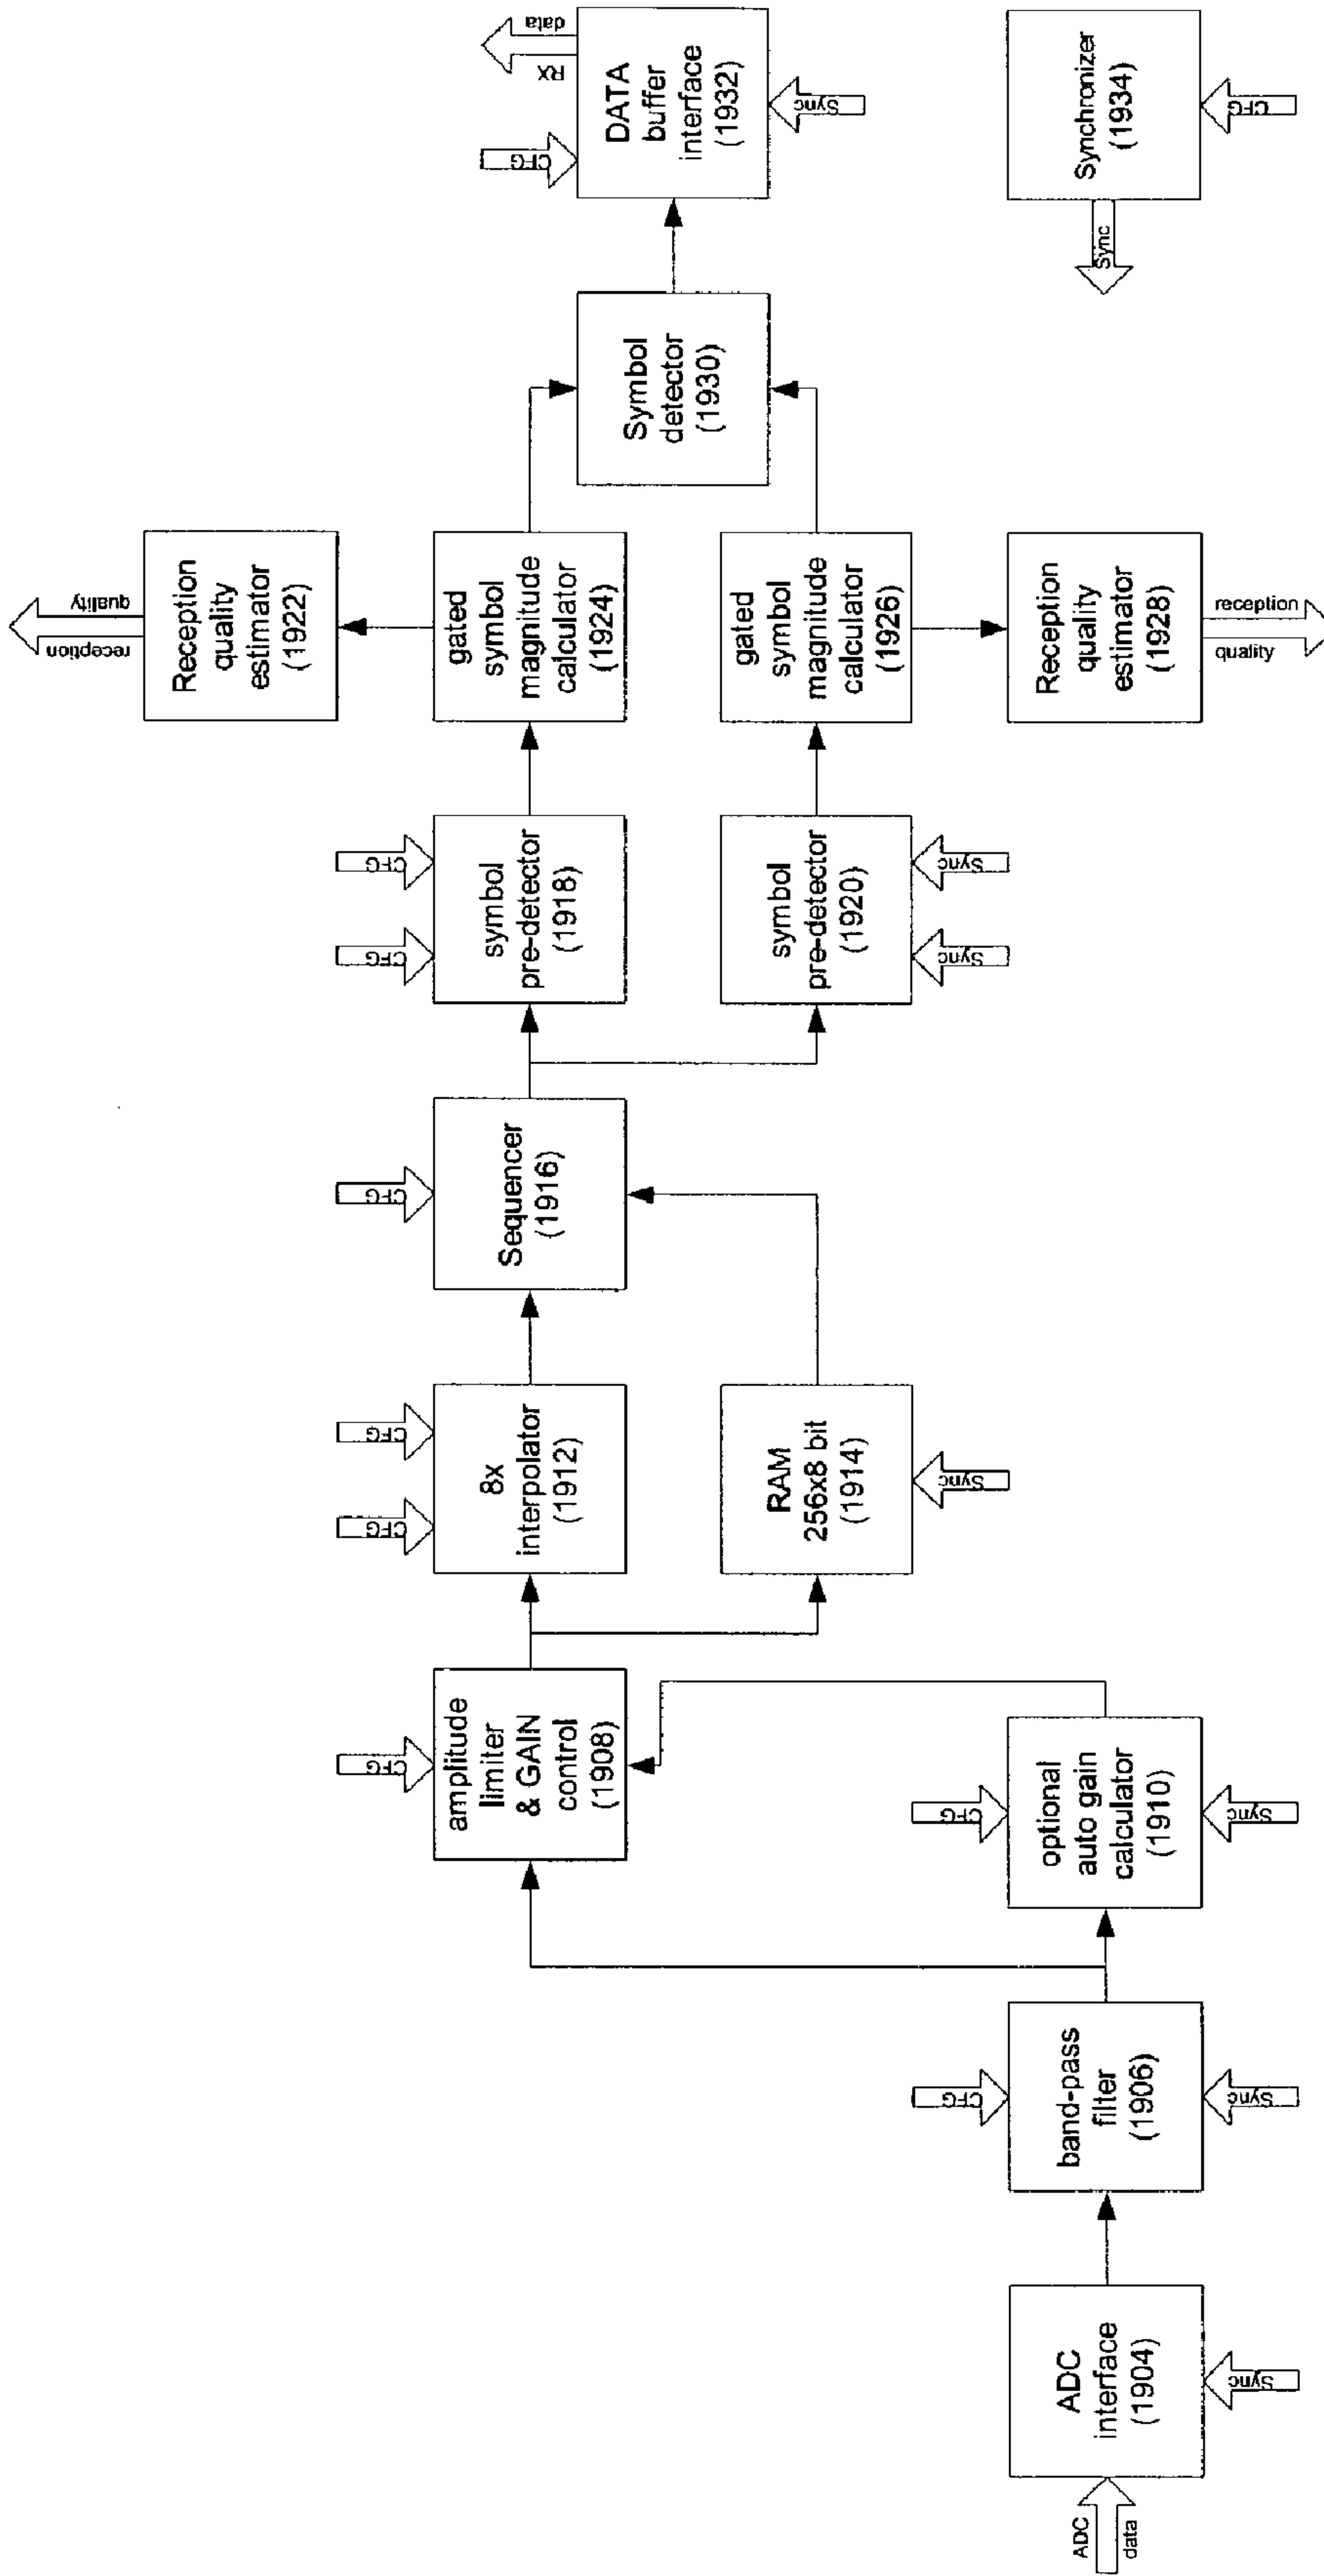 ADC
data
ADC
interface
(1904)
Sync
CFG
band-pass
filter
(1906)
Sync
CFG
optional
auto gain
calculator
(1910)
Sync
CFG
amplitude
limiter
& GAIN
control
(1908)
CFG
CFG
8x
interpolator
(1912)
RAM
256x8 bit
(1914)
Sync
CFG
Sequencer
(1916)
CFG
CFG
symbol
pre-detector
(1918)
symbol
pre-detector
(1920)
Sync
Sync
reception
quality
Reception
quality
estimator
(1922)
gated
symbol
magnitude
calculator
(1924)
gated
symbol
magnitude
calculator
(1926)
Reception
quality
estimator
(1928)
quality
reception
Symbol
detector
(1930)
CFG
Rx
data
DATA
buffer
interface
(1932)
Sync
Sync
Synchronizer
(1934)
CFG